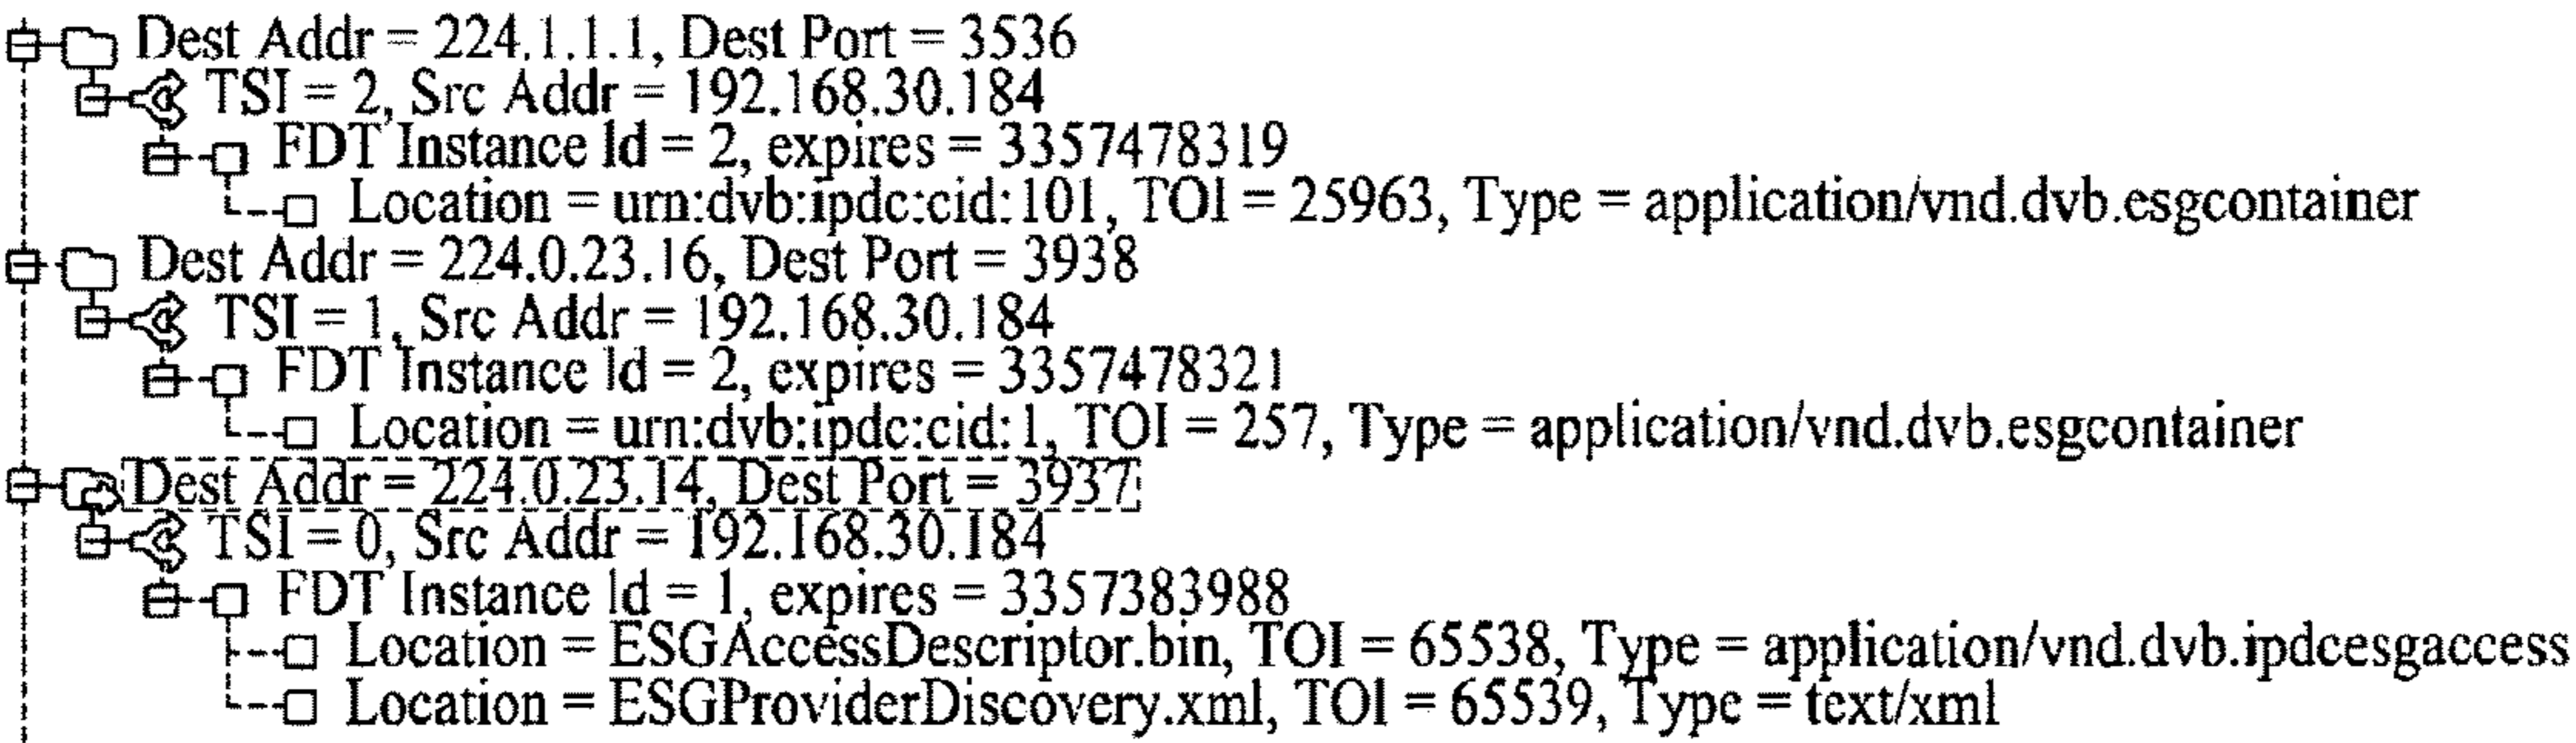 Dest Addr = 224.1.1.1, Dest Port = 3536
TSI = 2, Src Addr = 192.168.30.184
FDT Instance Id = 2, expires = 3357478319
Location = urn:dvb:ipdc:cid:101, TOI = 25963, Type = application/vnd.dvb.esgcontainer
Dest Addr = 224.0.23.16, Dest Port = 3938
TSI = 1, Src Addr = 192.168.30.184
FDT Instance Id = 2, expires = 3357478321
Location = urn:dvb:ipdc:cid:1, TOI = 257, Type = application/vnd.dvb.esgcontainer
Dest Addr = 224.0.23.14, Dest Port = 3937
TSI = 0, Src Addr = 192.168.30.184
FDT Instance Id = 1, expires = 3357383988
Location = ESGAccessDescriptor.bin, TOI = 65538, Type = application/vnd.dvb.ipdcesgaccess
Location = ESGProviderDiscovery.xml, TOI = 65539, Type = text/xml